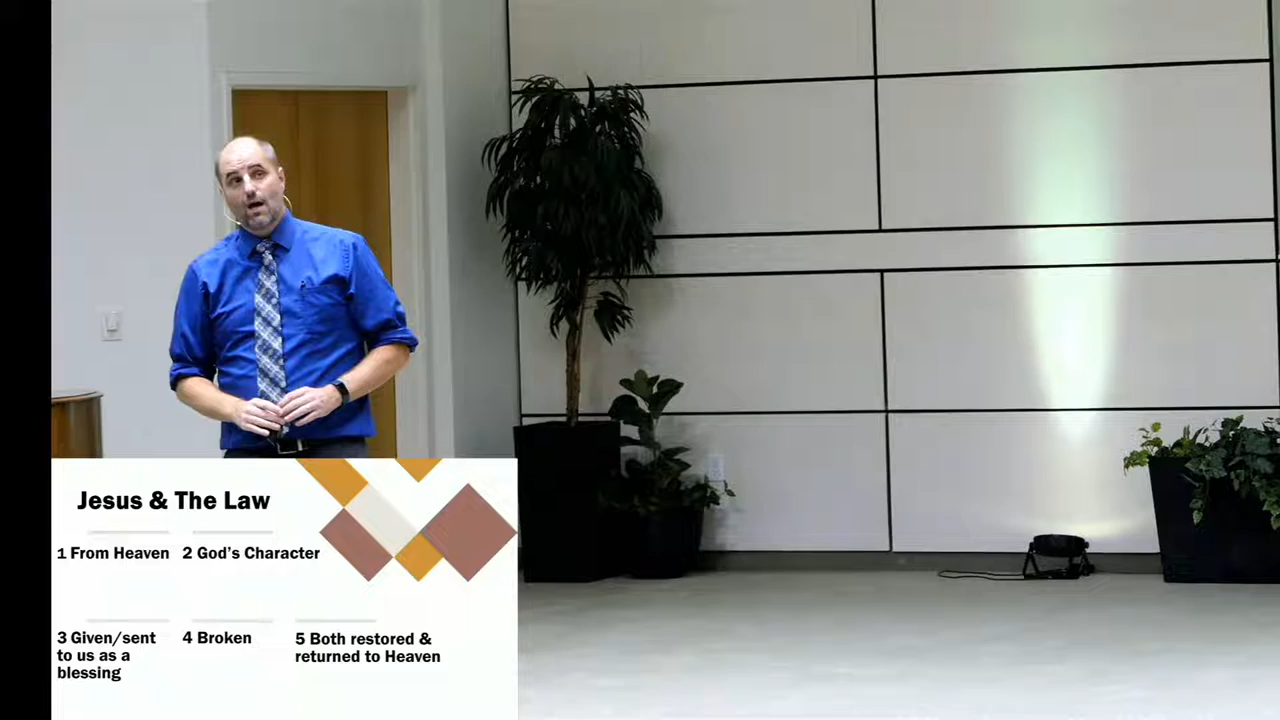 Jesus & The Law
1 From Heaven
2 God's Character
3 Given/sent
to us as a
blessing
4 Broken
5 Both restored &
returned to Heaven